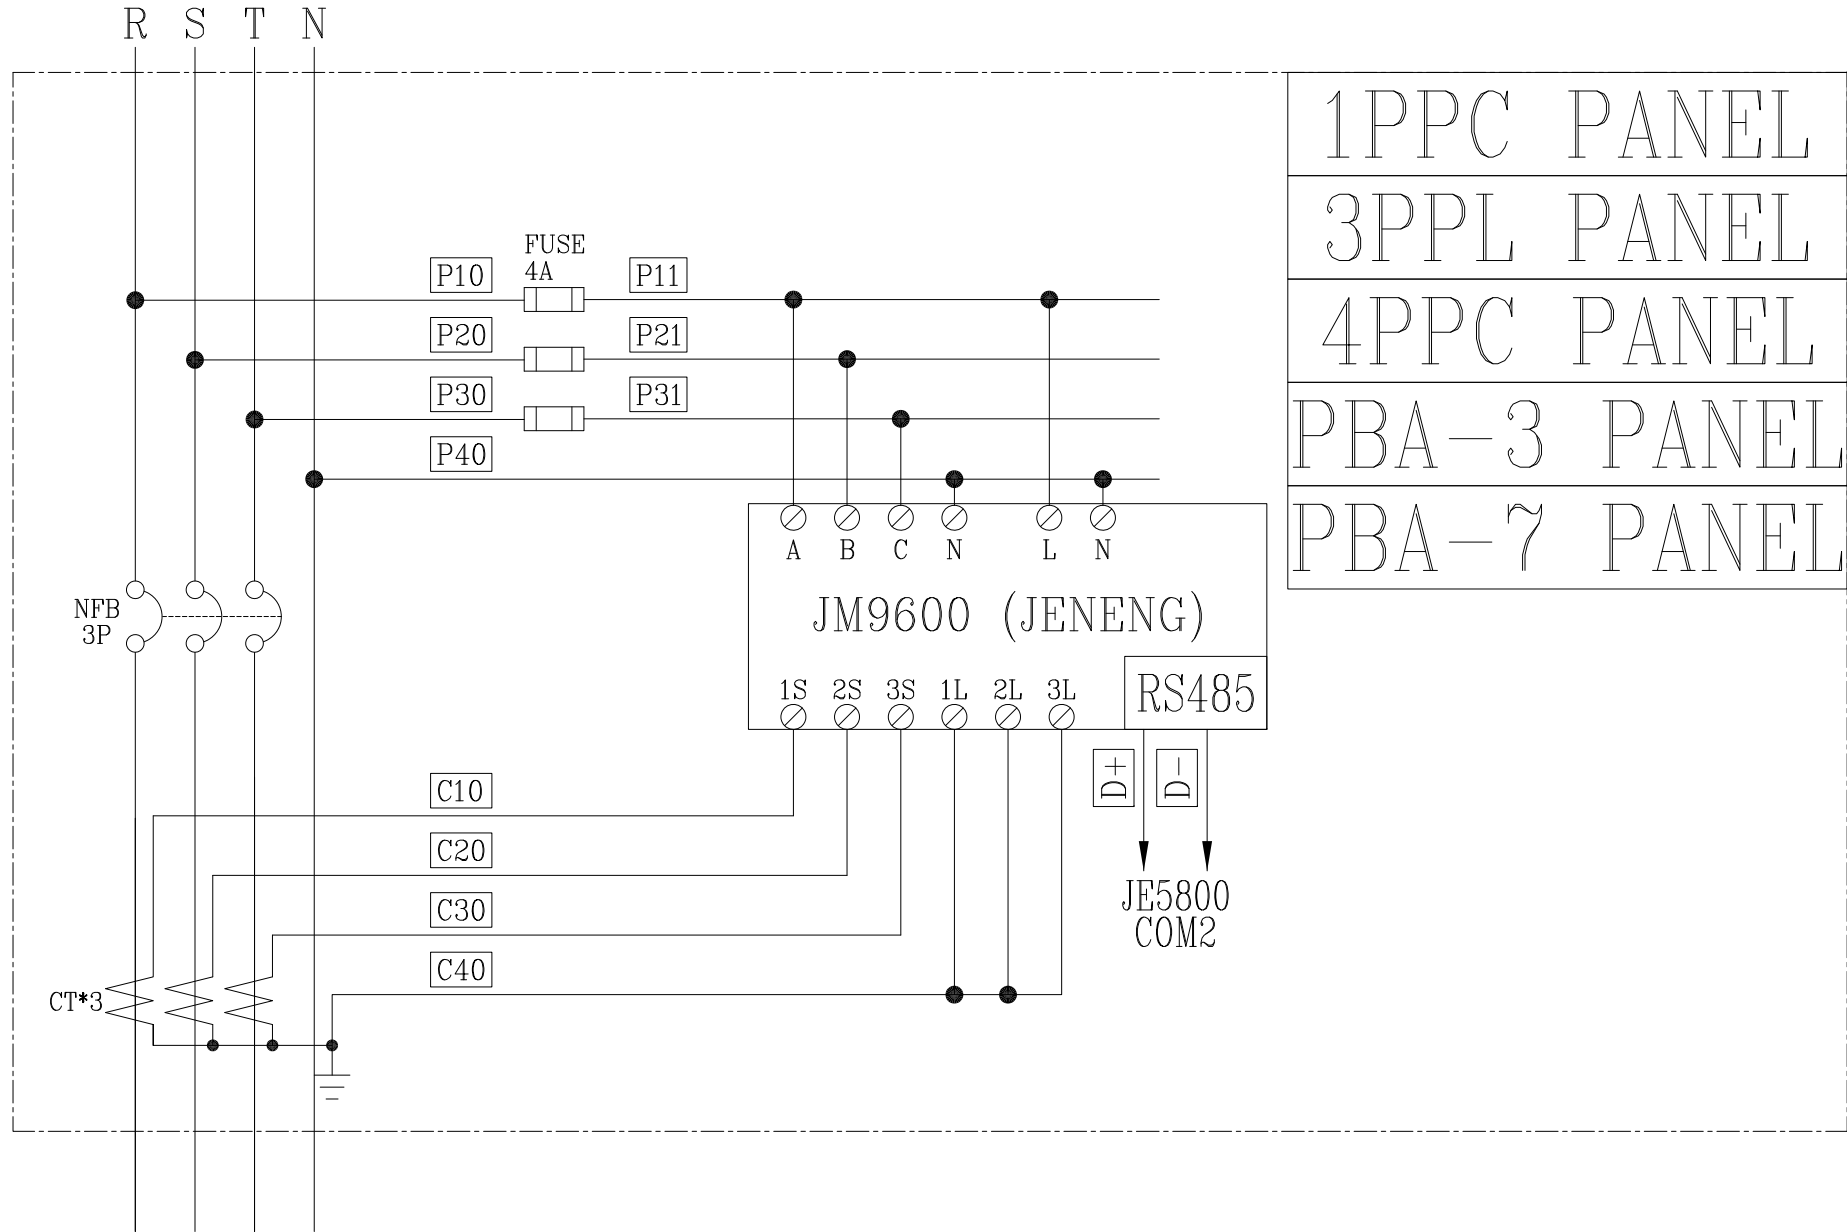 R S T N
1PPC PANEL
3PPL PANEL
4PPC PANEL
PBA-3 PANEL
PBA-7 PANEL
FUSE
4A
P10 P11
P20 P21
P30 P31
P40
A B C N L N
JM9600 (JENENG)
NFB
3P
1S 2S 3S 1L 2L 3L
RS485
D+ D-
C10
C20
C30
C40
JE5800
COM2
CT*3